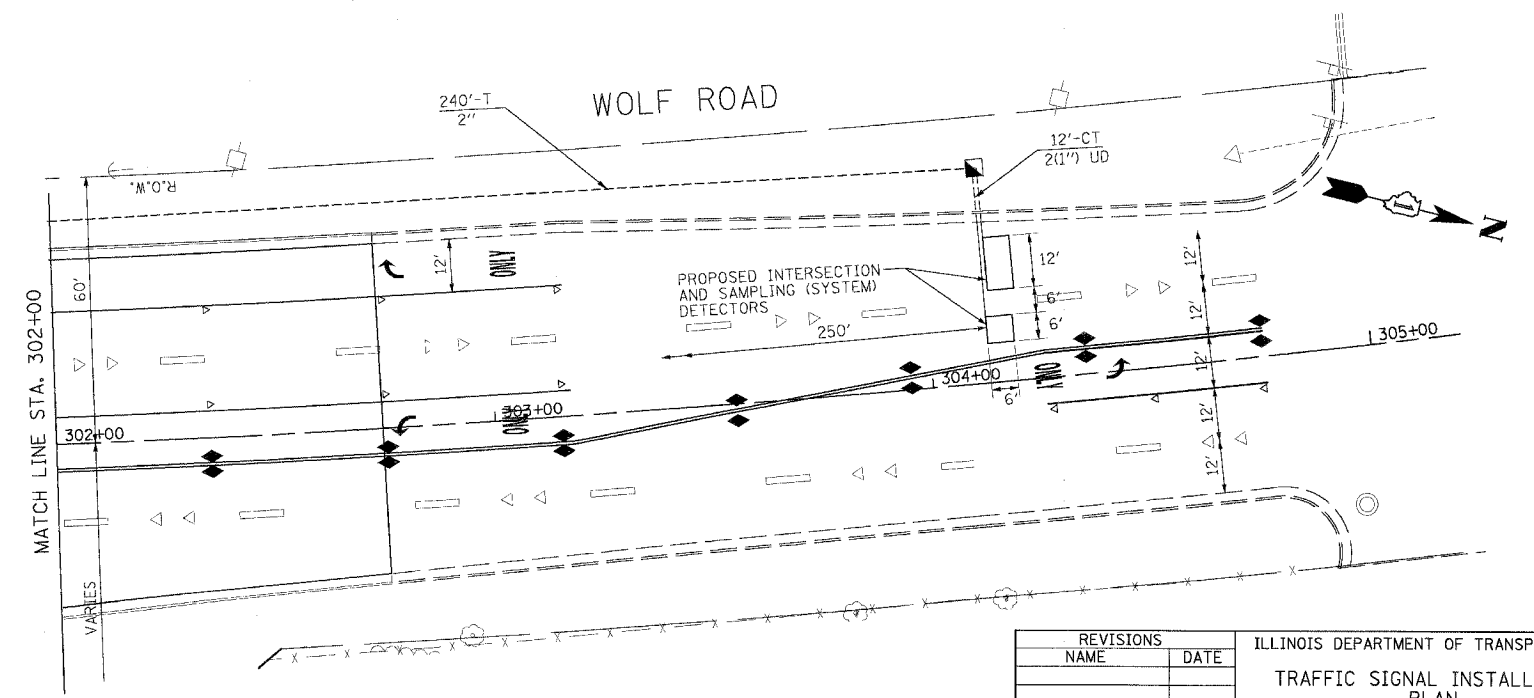 WOLF ROAD
240'-T
2"
12'-CT
2(1") UD
R.O.W.
N
MATCH LINE STA. 302+00
60'
12'
ONLY
PROPOSED INTERSECTION
AND SAMPLING (SYSTEM)
DETECTORS
250'
12'
6'
6'
6'
12'
12'
12'
12'
12'
302+00
303+00
304+00
305+00
ONLY
ONLY
VARIES
REVISIONS
NAME
DATE
ILLINOIS DEPARTMENT OF TRANSP
TRAFFIC SIGNAL INSTALL
PLAN